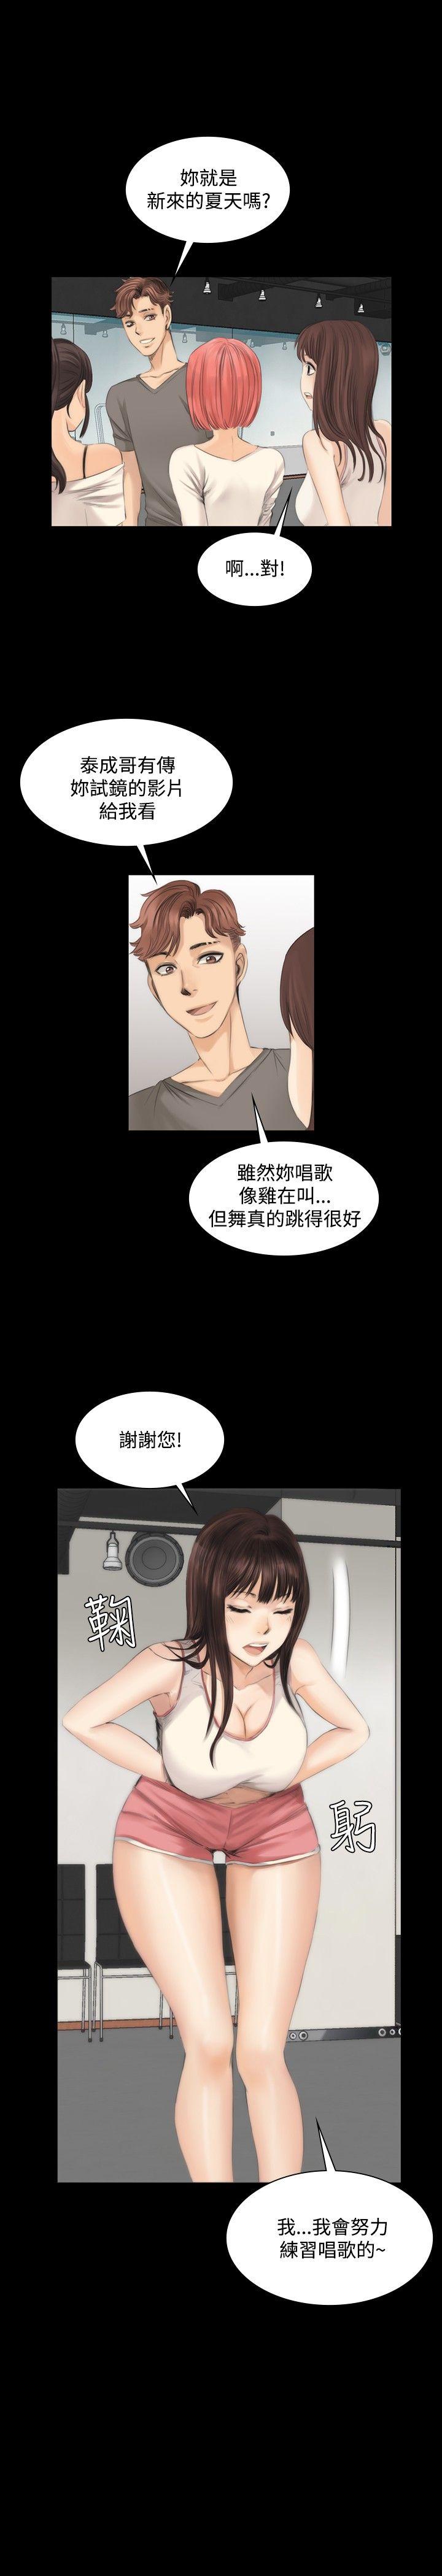 妳就是
新來的夏天嗎?
啊...對!
泰成哥有傳
妳試鏡的影片
給我看
雖然妳唱歌
像雞在叫...
但舞真的跳得很好
謝謝您!
鞠
躬
我...我會努力
練習唱歌的~